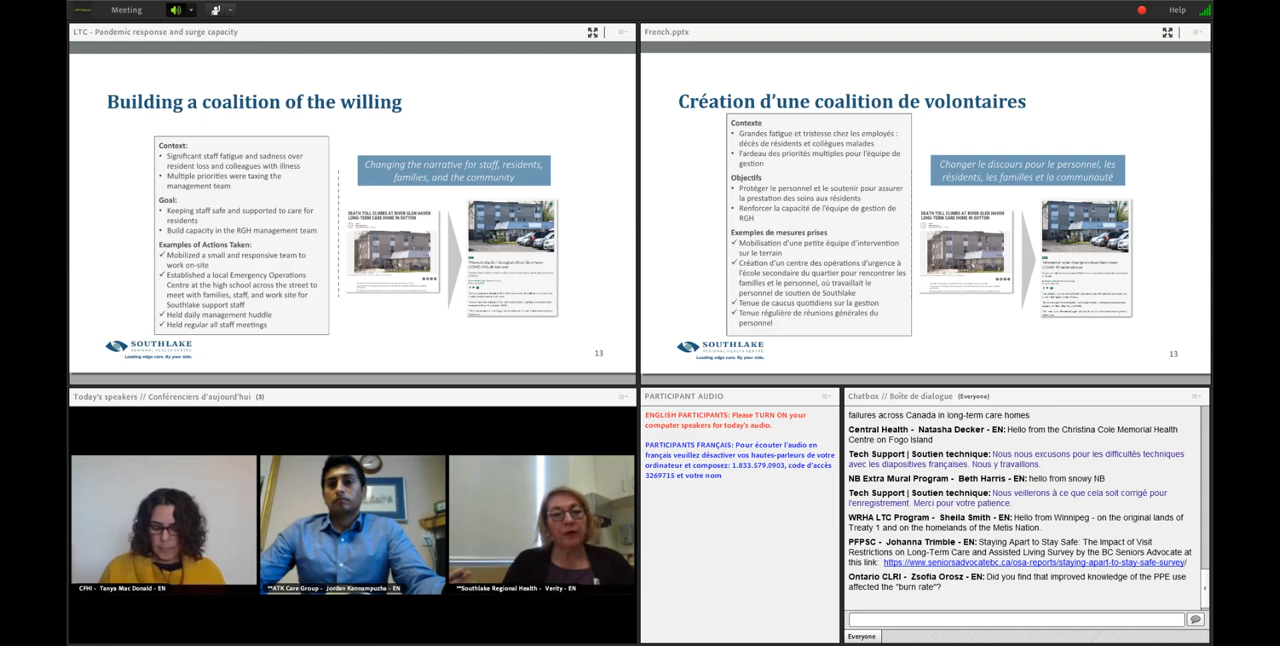 Meeting
Help
LTC - Pandemic response and surge capacity
Building a coalition of the willing
Context:
• Significant staff fatigue and sadness over
resident loss and colleagues with illness
• Multiple priorities were taxing the
management team
Goal:
• Keeping staff safe and supported to care for
residents
• Build capacity in the RGH management team
Examples of Actions Taken:
✓ Mobilized a small and responsive team to
work on-site
✓ Established a local Emergency Operations
Centre at the high school across the street to
meet with families, staff, and work site for
Southlake support staff
✓ Held daily management huddle
✓ Held regular all staff meetings
Changing the narrative for staff, residents,
families, and the community
DEATH TOLL CLIMBS AT RIVER GLEN HAVEN
LONG-TERM CARE HOME IN SUTTON
SOUTHLAKE
REGIONAL HEALTH CENTRE
Leading edge care. By your side.
13
French.pptx
Création d'une coalition de volontaires
Contexte
• Grandes fatigue et tristesse chez les employés :
décès de résidents et collègues malades
• Fardeau des priorités multiples pour l'équipe de
gestion
Objectifs
• Protéger le personnel et le soutenir pour assurer
la prestation des soins aux résidents
• Renforcer la capacité de l'équipe de gestion de
RGH
Exemples de mesures prises
✓ Mobilisation d'une petite équipe d'intervention
sur le terrain
✓ Création d'un centre des opérations d'urgence à
l'école secondaire du quartier pour rencontrer les
familles et le personnel, où travaillait le
personnel de soutien de Southlake
✓ Tenue de caucus quotidiens sur la gestion
✓ Tenue régulière de réunions générales du
personnel
Changer le discours pour le personnel, les
résidents, les familles et la communauté
DEATH TOLL CLIMBS AT RIVER GLEN HAVEN
LONG-TERM CARE HOME IN SUTTON
SOUTHLAKE
REGIONAL HEALTH CENTRE
Leading edge care. By your side.
13
Today's speakers // Conférenciers d'aujourd'hui (3)
CFHI - Tanya Mac Donald - EN
**ATK Care Group - Jordan Kannampuzha - EN
**Southlake Regional Health - Verity - EN
PARTICIPANT AUDIO
ENGLISH PARTICIPANTS: Please TURN ON your
computer speakers for today's audio.
PARTICIPANTS FRANÇAIS: Pour écouter l'audio en
français veuillez désactiver vos hautes-parleurs de votre
ordinateur et composez: 1.833.579.0903, code d'accès
3269715 et votre nom
Chatbox // Boîte de dialogue (Everyone)
failures across Canada in long-term care homes
Central Health - Natasha Decker - EN: Hello from the Christina Cole Memorial Health
Centre on Fogo Island
Tech Support | Soutien technique: Nous nous excusons pour les difficultés techniques
avec les diapositives françaises. Nous y travaillons.
NB Extra Mural Program - Beth Harris - EN: hello from snowy NB
Tech Support | Soutien technique: Nous veillerons à ce que cela soit corrigé pour
l'enregistrement. Merci pour votre patience.
WRHA LTC Program - Sheila Smith - EN: Hello from Winnipeg - on the original lands of
Treaty 1 and on the homelands of the Metis Nation.
PFPSC - Johanna Trimble - EN: Staying Apart to Stay Safe: The Impact of Visit
Restrictions on Long-Term Care and Assisted Living Survey by the BC Seniors Advocate at
this link: https://www.seniorsadvocatebc.ca/osa-reports/staying-apart-to-stay-safe-survey/
Ontario CLRI - Zsofia Orosz - EN: Did you find that improved knowledge of the PPE use
affected the "burn rate"?
Everyone